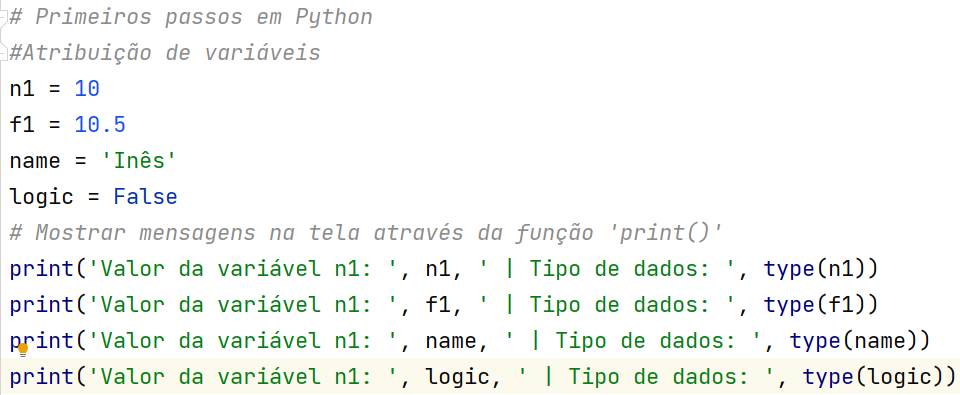 # Primeiros passos em Python
#Atribuição de variáveis
n1 = 10
f1 = 10.5
name = 'Inês'
logic = False
# Mostrar mensagens na tela através da função 'print()'
print('Valor da variável n1: ', n1, ' | Tipo de dados: ', type(n1))
print('Valor da variável n1: ', f1, ' | Tipo de dados: ', type(f1))
print('Valor da variável n1: ', name, ' | Tipo de dados: ', type(name))
print('Valor da variável n1: ', logic, ' | Tipo de dados: ', type(logic))